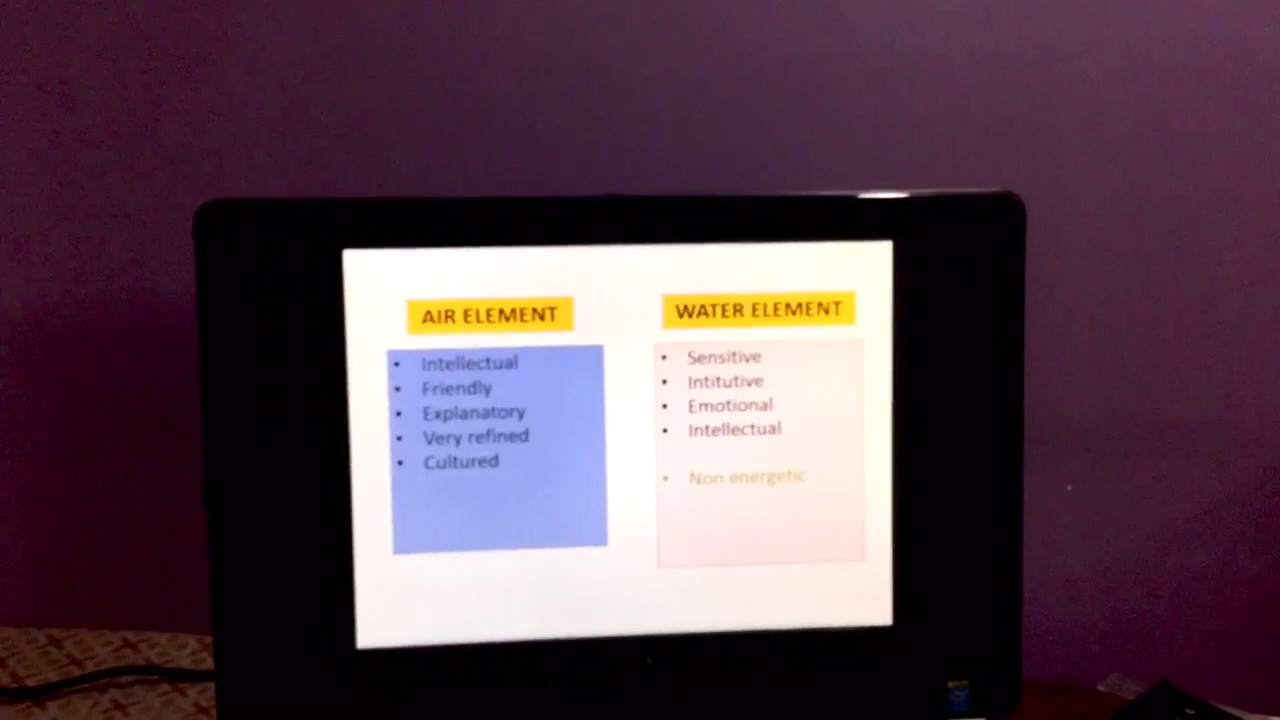 AIR ELEMENT
• Intellectual
• Friendly
• Explanatory
• Very refined
• Cultured
WATER ELEMENT
• Sensitive
• Intitutive
• Emotional
• Intellectual
• Non energetic